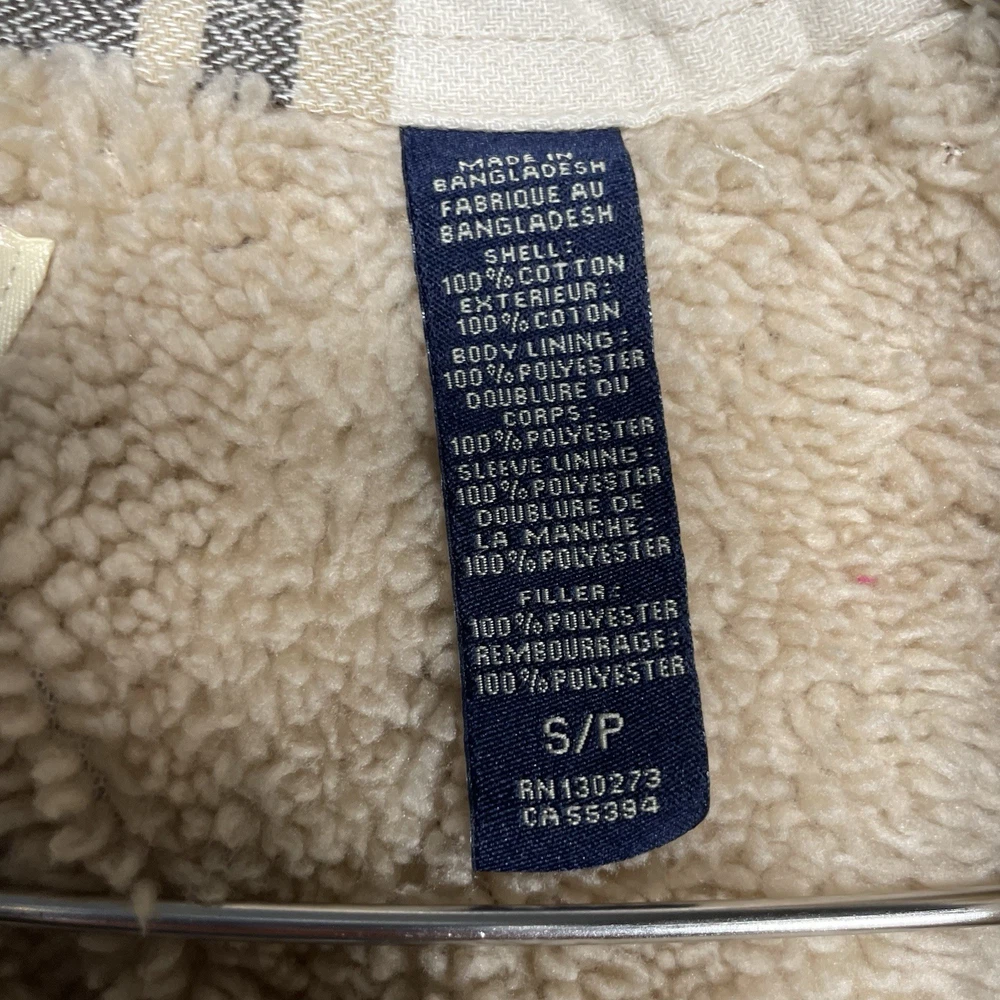 MADE IN
BANGLADESH
FABRIQUE AU
BANGLADESH
SHELL:
100% COTTON
EXTERIEUR:
100% COTON
BODY LINING:
100% POLYESTER
DOUBLURE DU
CORPS:
100% POLYESTER
SLEEVE LINING:
100% POLYESTER
DOUBLURE DE
LA MANCHE:
100% POLYESTER
FILLER:
100% POLYESTER
REMBOURRAGE:
100% POLYESTER
S/P
RN 130273
CA 55394